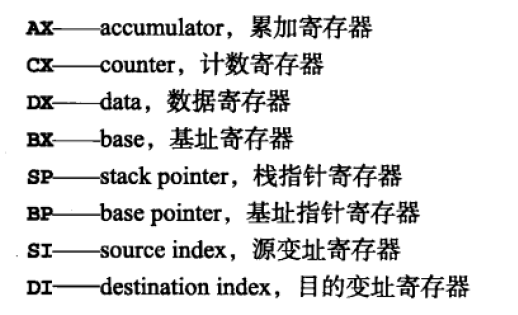 AX——accumulator，累加寄存器
CX——counter，计数寄存器
DX——data，数据寄存器
BX——base，基址寄存器
SP——stack pointer，栈指针寄存器
BP——base pointer，基址指针寄存器
SI——source index，源变址寄存器
DI——destination index，目的变址寄存器